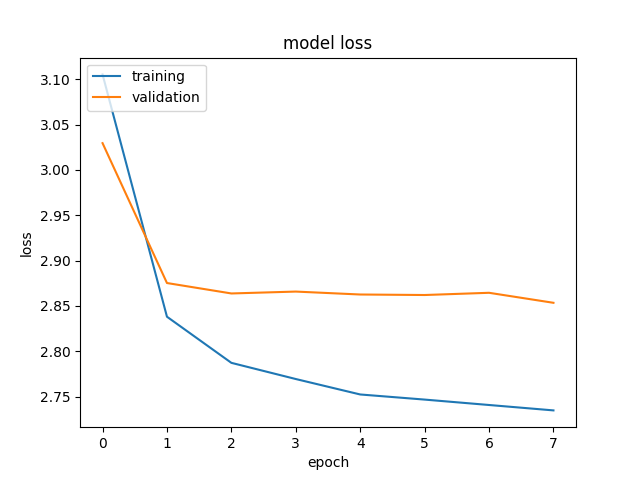 model loss
training
validation
3.10
3.05
3.00
2.95
2.90
2.85
2.80
2.75
loss
0 1 2 3 4 5 6 7
epoch